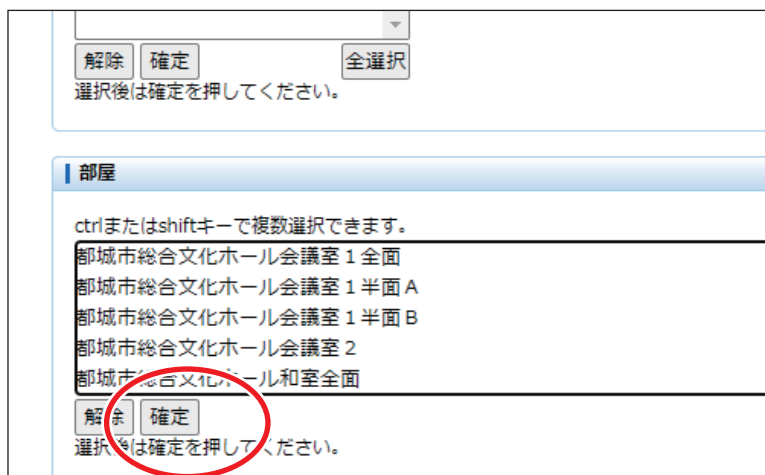 解除 確定 全選択
選択後は確定を押してください。
部屋
ctrlまたはshiftキーで複数選択できます。
都城市総合文化ホール会議室１全面
都城市総合文化ホール会議室１半面Ａ
都城市総合文化ホール会議室１半面Ｂ
都城市総合文化ホール会議室２
都城市総合文化ホール和室全面
解除 確定
選択後は確定を押してください。